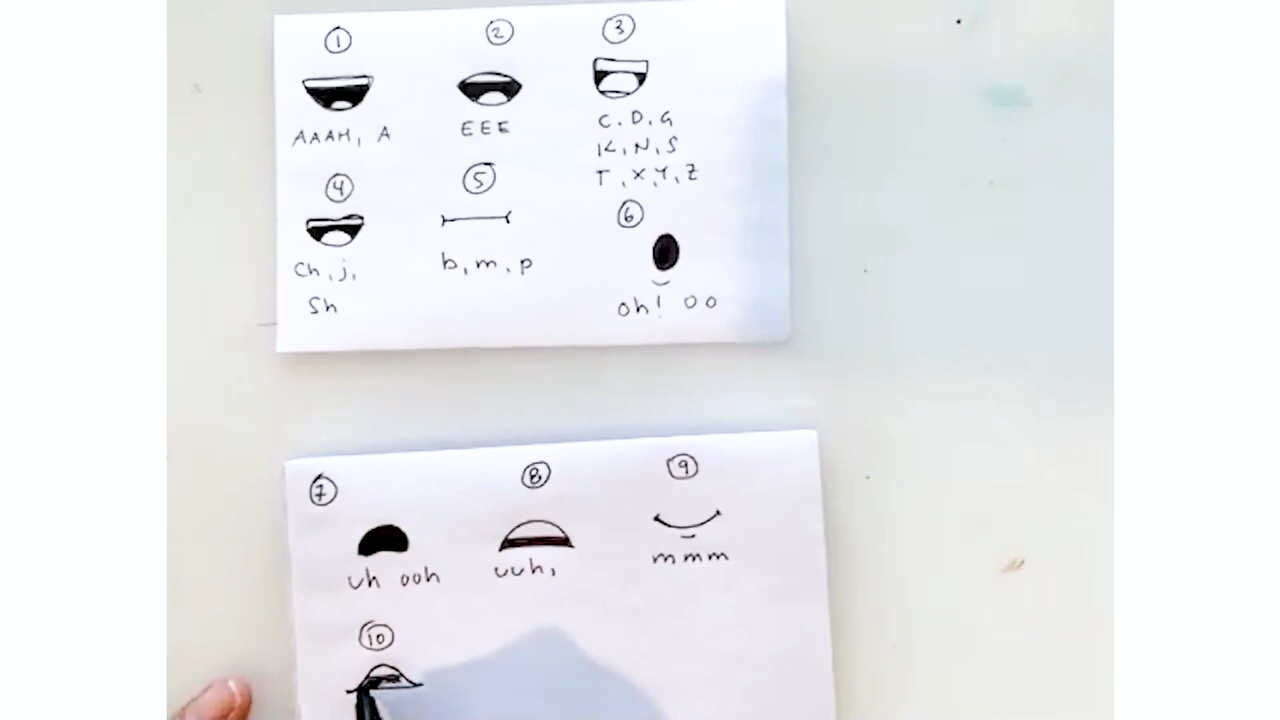 1 2 3
AAAH, A EEE C, D, G
K, N, S
T, X, Y, Z
4 5 6
Ch, j, b, m, p
Sh oh! oo
7 8 9
uh ooh uuh, mmm
10